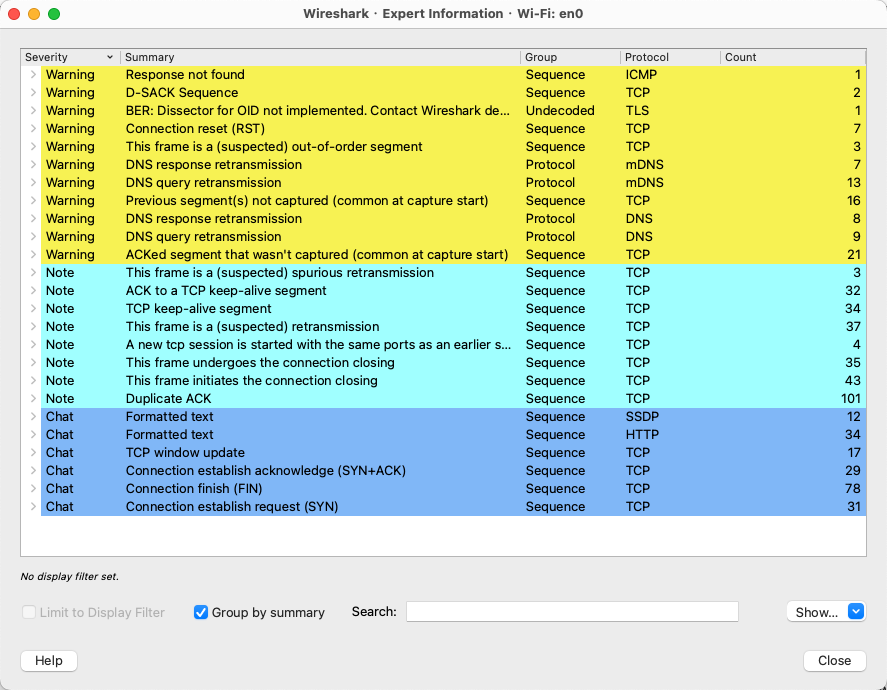 Wireshark · Expert Information · Wi-Fi: en0
Severity Summary Group Protocol Count
Warning Response not found Sequence ICMP 1
Warning D-SACK Sequence Sequence TCP 2
Warning BER: Dissector for OID not implemented. Contact Wireshark de... Undecoded TLS 1
Warning Connection reset (RST) Sequence TCP 7
Warning This frame is a (suspected) out-of-order segment Sequence TCP 3
Warning DNS response retransmission Protocol mDNS 7
Warning DNS query retransmission Protocol mDNS 13
Warning Previous segment(s) not captured (common at capture start) Sequence TCP 16
Warning DNS response retransmission Protocol DNS 8
Warning DNS query retransmission Protocol DNS 9
Warning ACKed segment that wasn't captured (common at capture start) Sequence TCP 21
Note This frame is a (suspected) spurious retransmission Sequence TCP 3
Note ACK to a TCP keep-alive segment Sequence TCP 32
Note TCP keep-alive segment Sequence TCP 34
Note This frame is a (suspected) retransmission Sequence TCP 37
Note A new tcp session is started with the same ports as an earlier s... Sequence TCP 4
Note This frame undergoes the connection closing Sequence TCP 35
Note This frame initiates the connection closing Sequence TCP 43
Note Duplicate ACK Sequence TCP 101
Chat Formatted text Sequence SSDP 12
Chat Formatted text Sequence HTTP 34
Chat TCP window update Sequence TCP 17
Chat Connection establish acknowledge (SYN+ACK) Sequence TCP 29
Chat Connection finish (FIN) Sequence TCP 78
Chat Connection establish request (SYN) Sequence TCP 31
No display filter set.
Limit to Display Filter Group by summary Search: Show...
Help Close